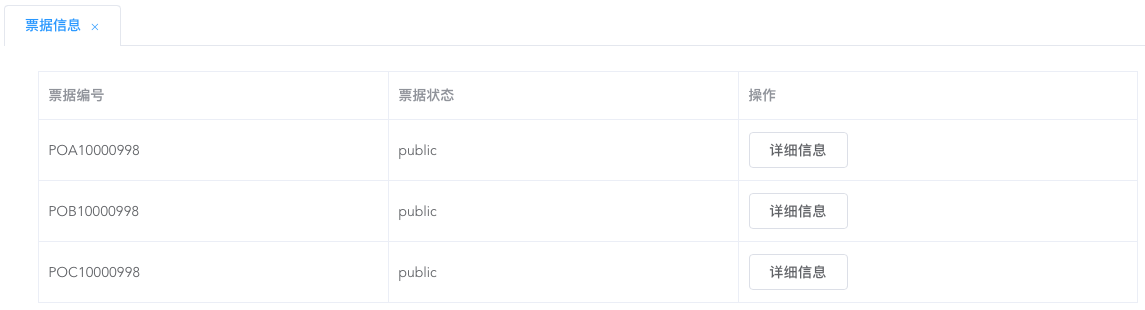 票据信息 ×
票据编号 票据状态 操作
POA10000998 public 详细信息
POB10000998 public 详细信息
POC10000998 public 详细信息